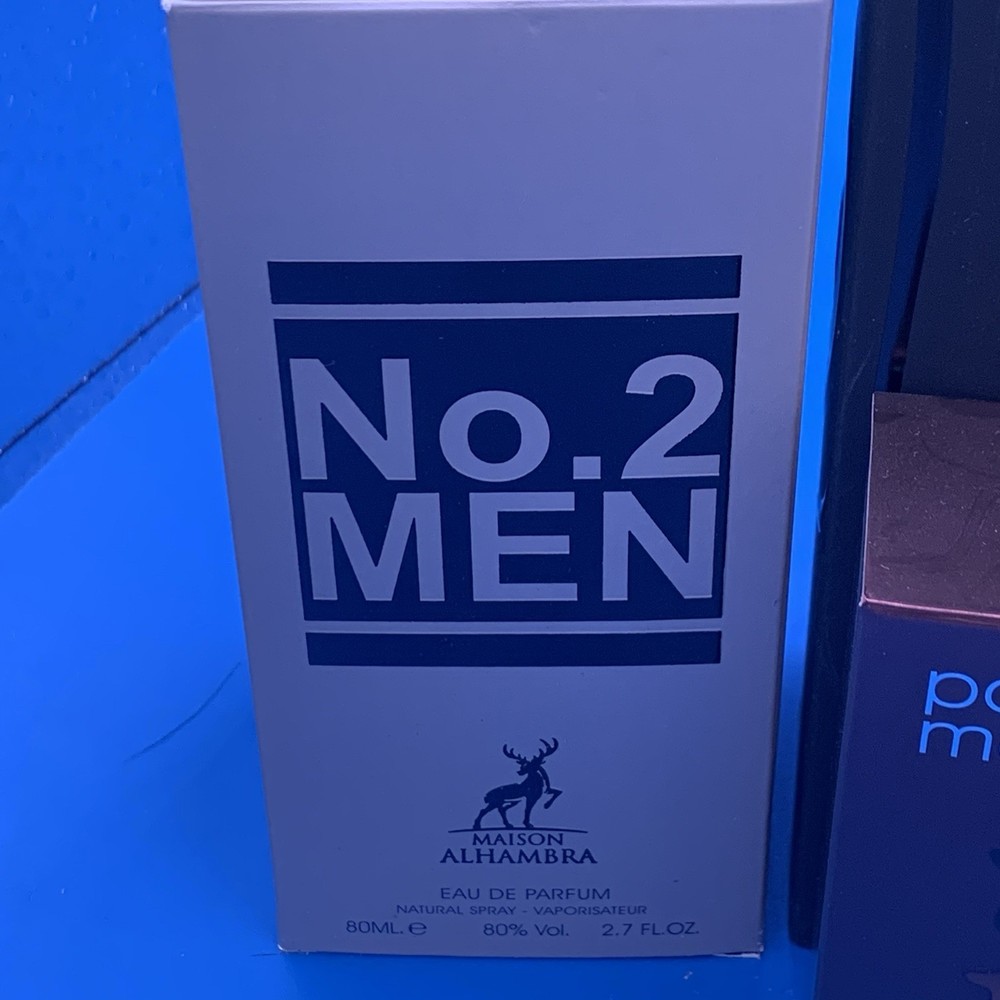 No.2
MEN
MAISON
ALHAMBRA
EAU DE PARFUM
NATURAL SPRAY - VAPORISATEUR
80ML. e 80% Vol. 2.7 FL.OZ.